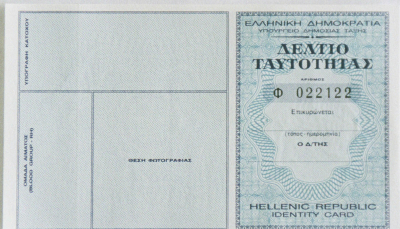 ΥΠΟΓΡΑΦΗ ΚΑΤΟΧΟΥ
ΟΜΑΔΑ ΑΙΜΑΤΟΣ
(BLOOD GROUP - RH)
ΘΕΣΗ ΦΩΤΟΓΡΑΦΙΑΣ
ΕΛΛΗΝΙΚΗ ΔΗΜΟΚΡΑΤΙΑ
ΥΠΟΥΡΓΕΙΟ ΔΗΜΟΣΙΑΣ ΤΑΞΗΣ
ΔΕΛΤΙΟ
ΤΑΥΤΟΤΗΤΑΣ
ΑΡΙΘΜΟΣ
Φ 022122
Επικυρώνεται
(τόπος - ημερομηνία)
Ο Δ/ΤΗΣ
HELLENIC REPUBLIC
IDENTITY CARD